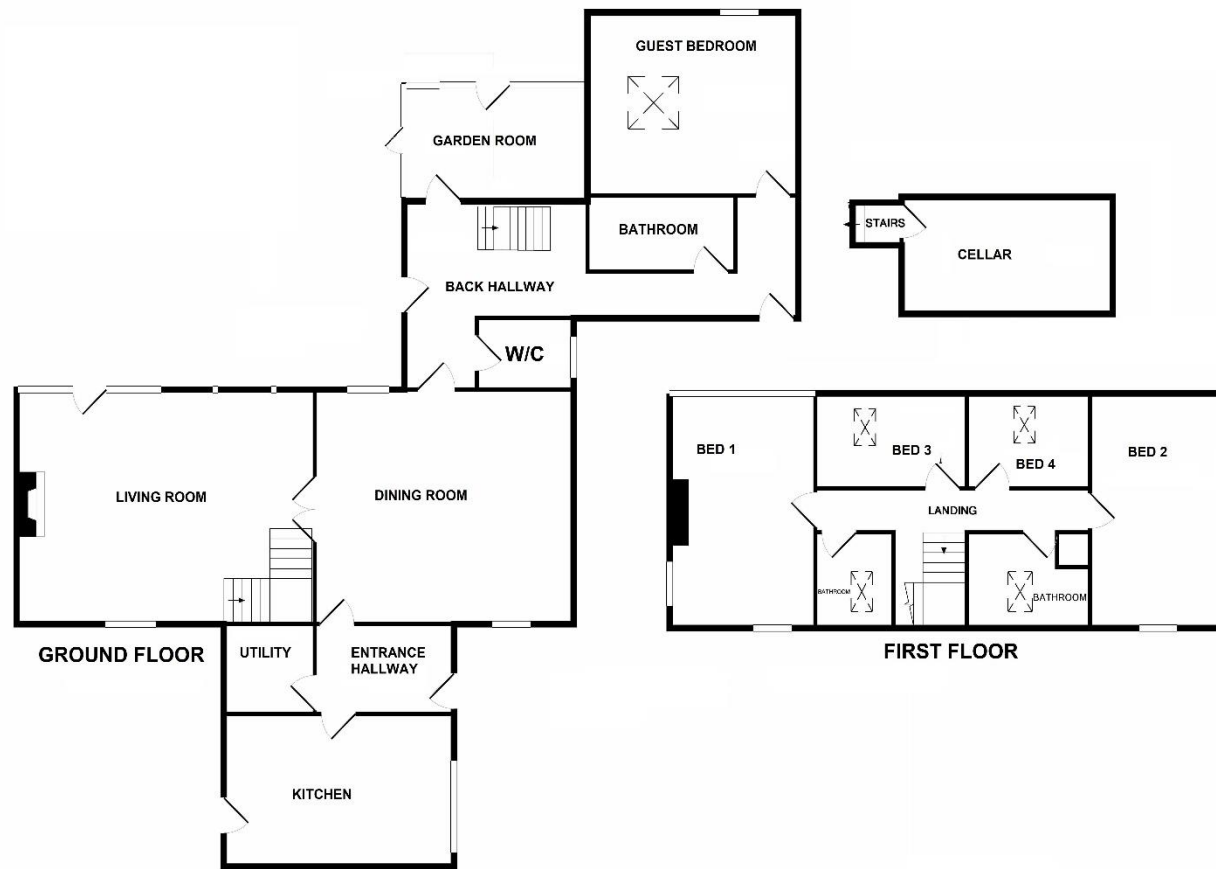 GUEST BEDROOM
GARDEN ROOM
BATHROOM
BACK HALLWAY
W/C
STAIRS
CELLAR
LIVING ROOM
DINING ROOM
GROUND FLOOR
UTILITY
ENTRANCE
HALLWAY
KITCHEN
BED 1
BED 3
BED 4
BED 2
LANDING
BATHROOM
BATHROOM
FIRST FLOOR